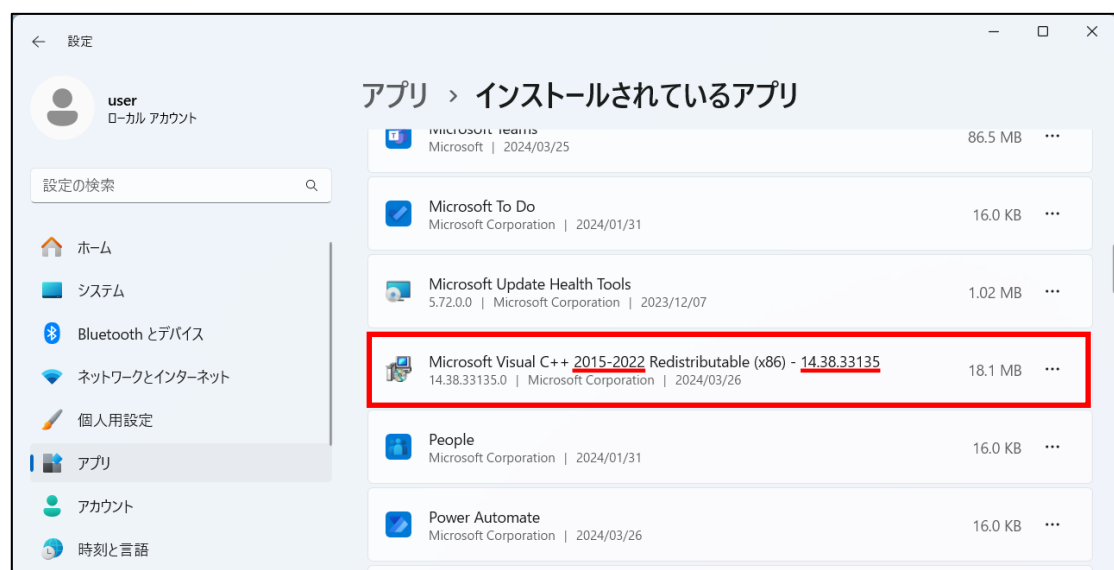 設定
user
ローカル アカウント
設定の検索
ホーム
システム
Bluetooth とデバイス
ネットワークとインターネット
個人用設定
アプリ
アカウント
時刻と言語
アプリ › インストールされているアプリ
Microsoft Teams
Microsoft | 2024/03/25
86.5 MB
Microsoft To Do
Microsoft Corporation | 2024/01/31
16.0 KB
Microsoft Update Health Tools
5.72.0.0 | Microsoft Corporation | 2023/12/07
1.02 MB
Microsoft Visual C++ 2015-2022 Redistributable (x86) - 14.38.33135
14.38.33135.0 | Microsoft Corporation | 2024/03/26
18.1 MB
People
Microsoft Corporation | 2024/01/31
16.0 KB
Power Automate
Microsoft Corporation | 2024/03/26
16.0 KB